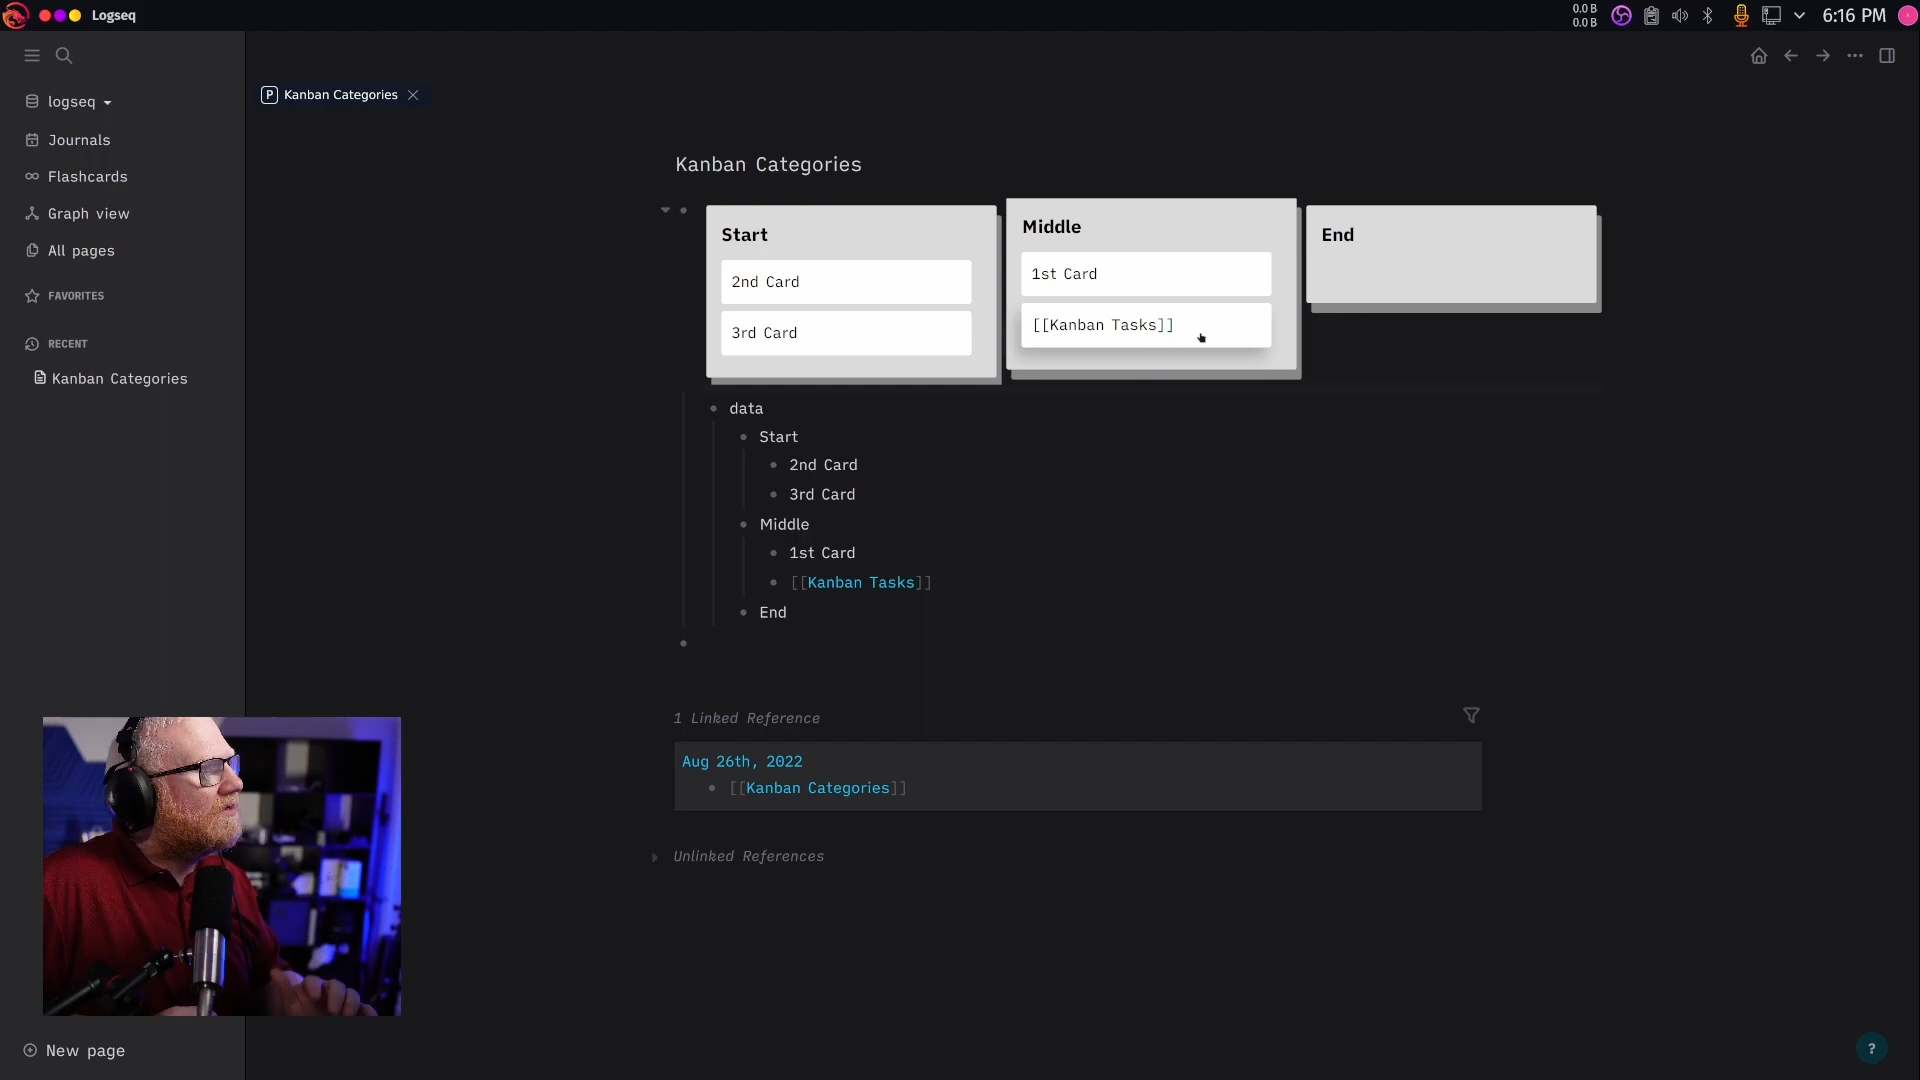 Logseq
0.0 B
0.0 B
6:16 PM
logseq
Journals
Flashcards
Graph view
All pages
FAVORITES
RECENT
Kanban Categories
New page
P Kanban Categories
Kanban Categories
Start
2nd Card
3rd Card
Middle
1st Card
[[Kanban Tasks]]
End
data
Start
2nd Card
3rd Card
Middle
1st Card
[[Kanban Tasks]]
End
1 Linked Reference
Aug 26th, 2022
[[Kanban Categories]]
Unlinked References
?